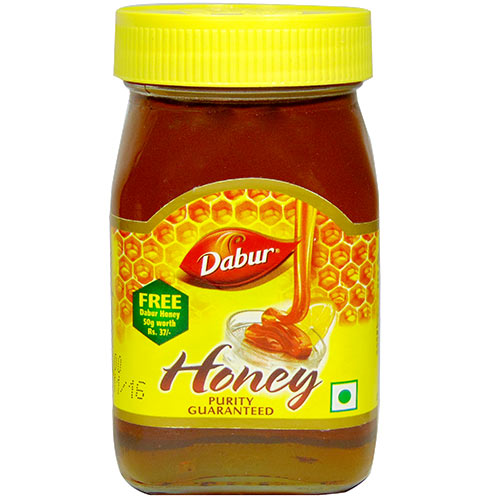 Dabur®
FREE
Dabur Honey
50g worth
Rs. 37/-
Honey
PURITY
GUARANTEED